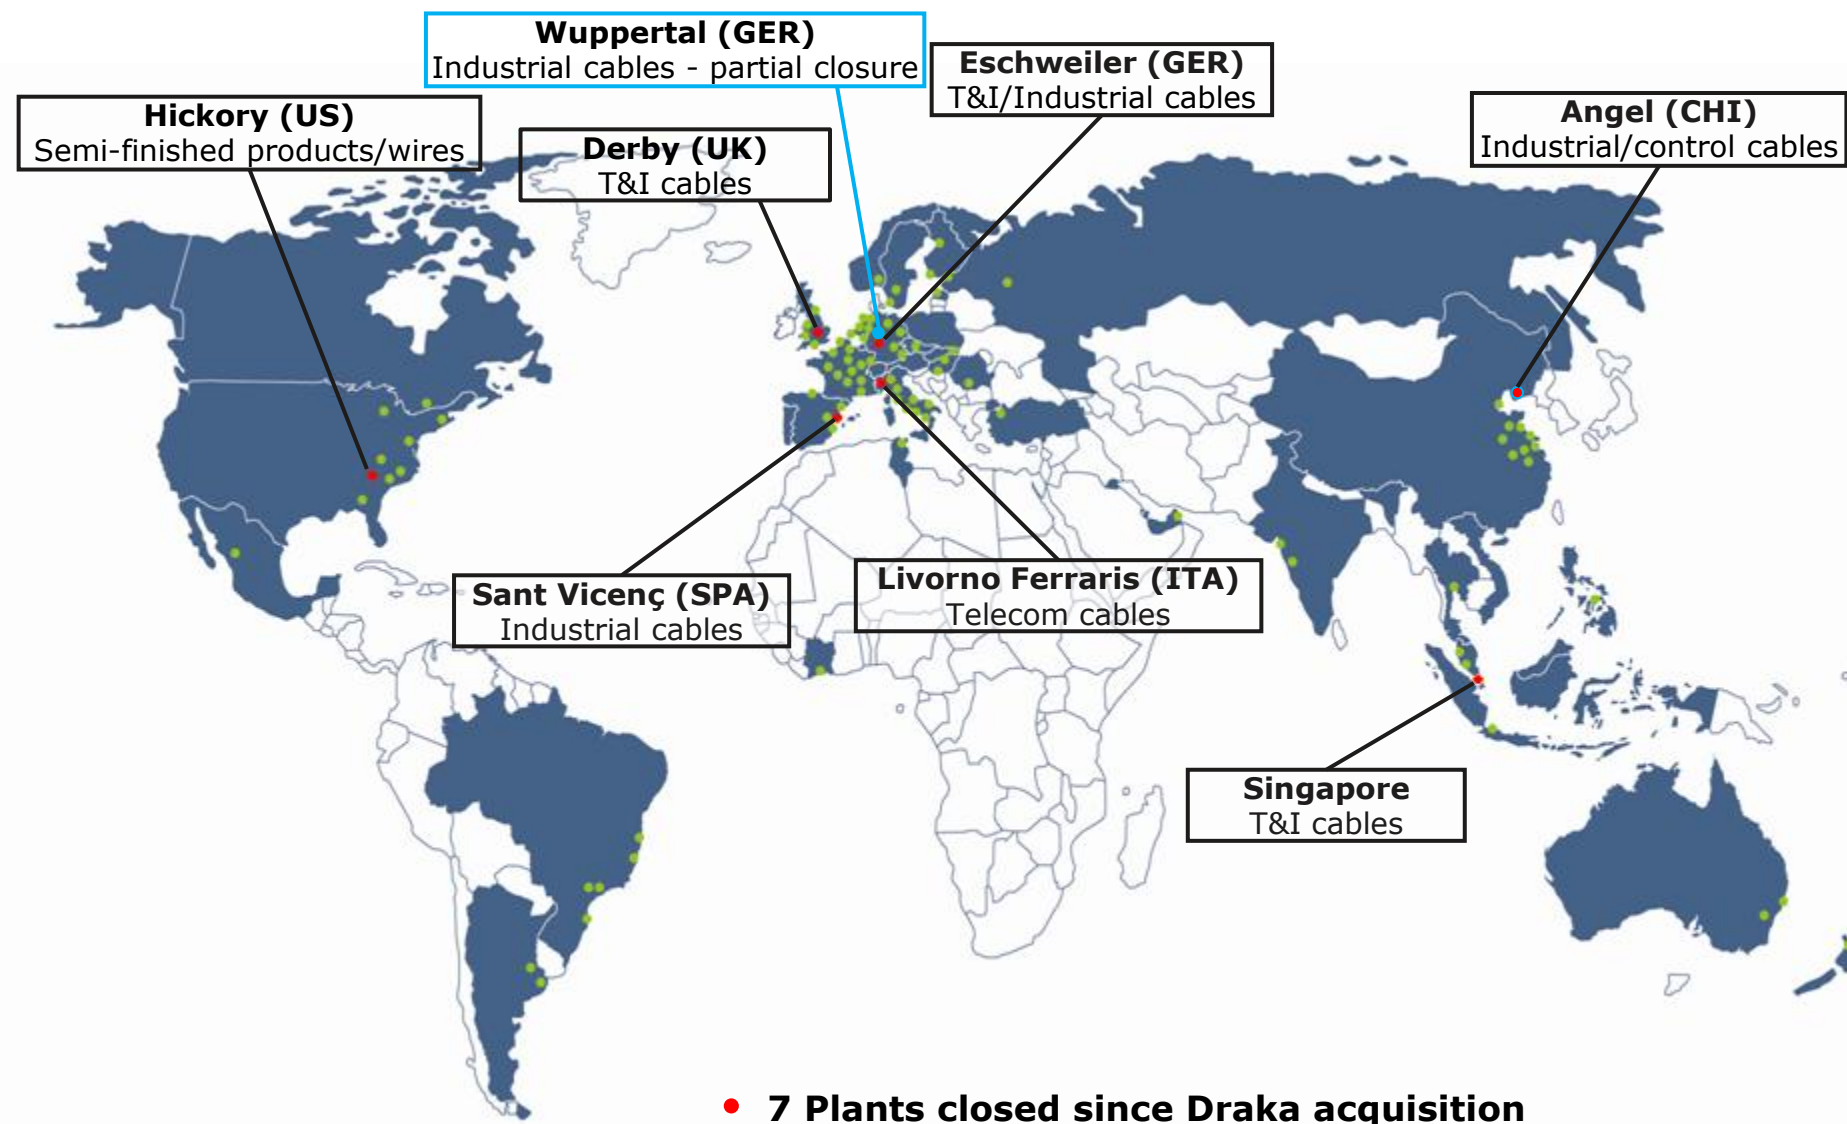 Wuppertal (GER)
Industrial cables - partial closure
Eschweiler (GER)
T&I/Industrial cables
Hickory (US)
Semi-finished products/wires
Derby (UK)
T&I cables
Angel (CHI)
Industrial/control cables
Sant Vicenç (SPA)
Industrial cables
Livorno Ferraris (ITA)
Telecom cables
Singapore
T&I cables
• 7 Plants closed since Draka acquisition